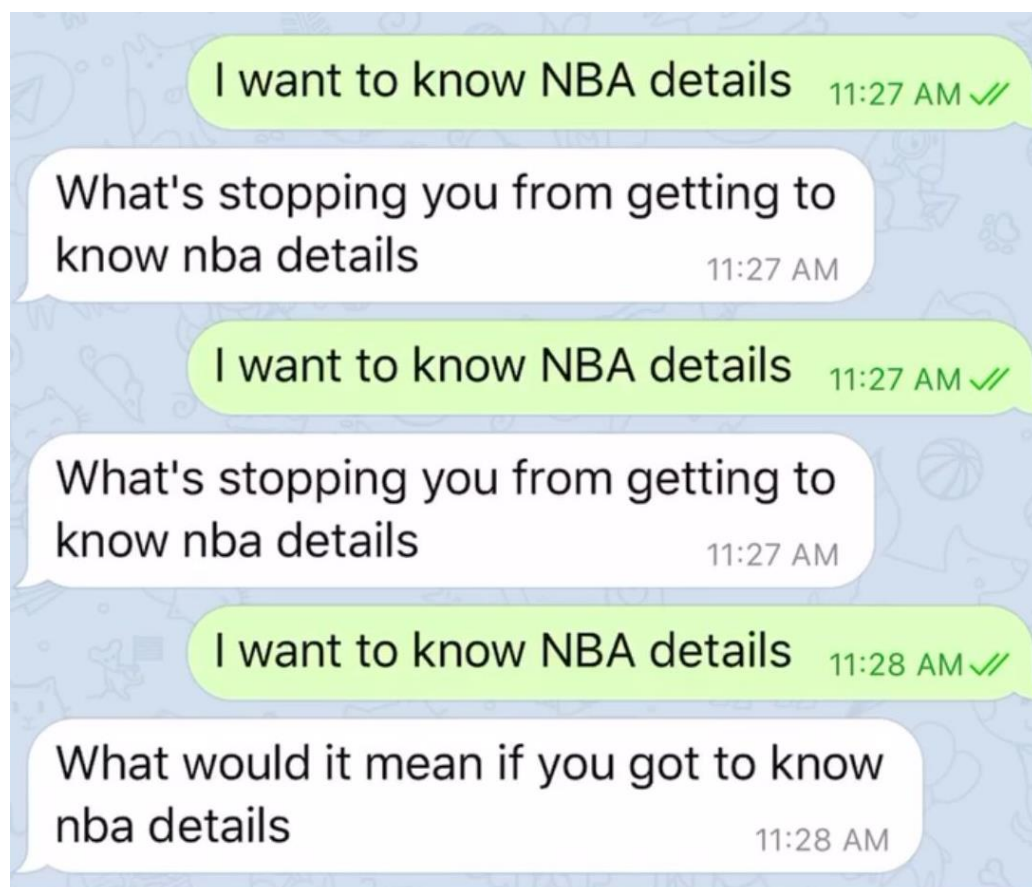 I want to know NBA details 11:27 AM
What's stopping you from getting to
know nba details 11:27 AM
I want to know NBA details 11:27 AM
What's stopping you from getting to
know nba details 11:27 AM
I want to know NBA details 11:28 AM
What would it mean if you got to know
nba details 11:28 AM